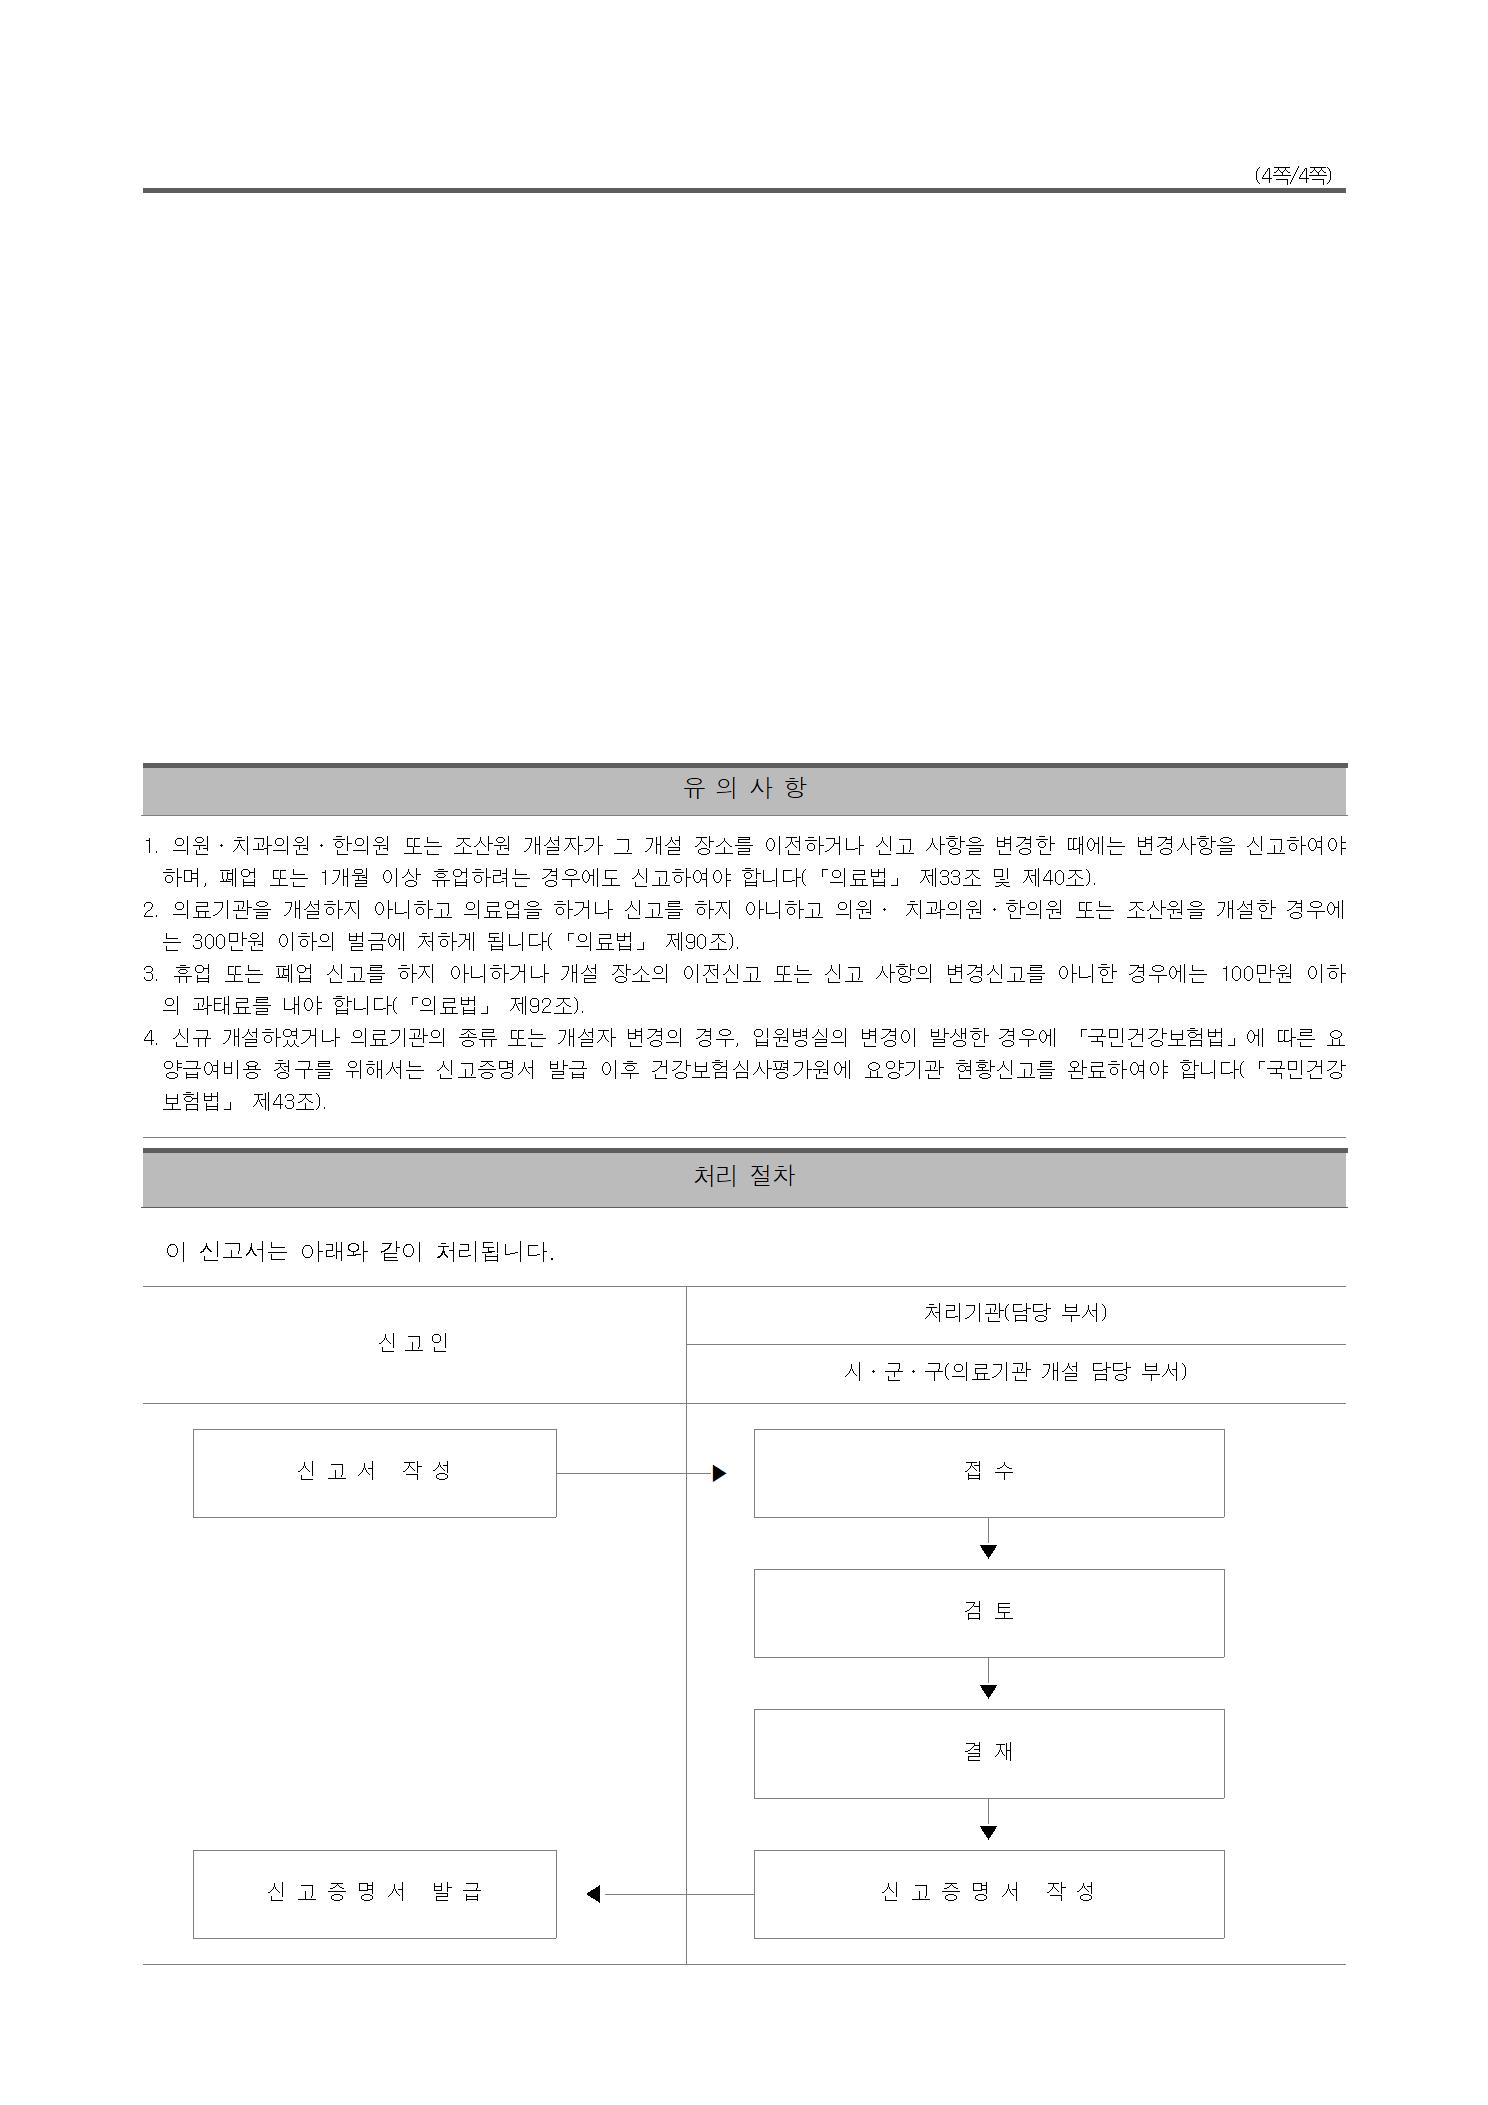 (4쪽/4쪽)
유 의 사 항
1. 의원ㆍ치과의원ㆍ한의원 또는 조산원 개설자가 그 개설 장소를 이전하거나 신고 사항을 변경한 때에는 변경사항을 신고하여야
하며, 폐업 또는 1개월 이상 휴업하려는 경우에도 신고하여야 합니다(「의료법」 제33조 및 제40조).
2. 의료기관을 개설하지 아니하고 의료업을 하거나 신고를 하지 아니하고 의원ㆍ 치과의원ㆍ한의원 또는 조산원을 개설한 경우에
는 300만원 이하의 벌금에 처하게 됩니다(「의료법」 제90조).
3. 휴업 또는 폐업 신고를 하지 아니하거나 개설 장소의 이전신고 또는 신고 사항의 변경신고를 아니한 경우에는 100만원 이하
의 과태료를 내야 합니다(「의료법」 제92조).
4. 신규 개설하였거나 의료기관의 종류 또는 개설자 변경의 경우, 입원병실의 변경이 발생한 경우에 「국민건강보험법」에 따른 요
양급여비용 청구를 위해서는 신고증명서 발급 이후 건강보험심사평가원에 요양기관 현황신고를 완료하여야 합니다(「국민건강
보험법」 제43조).
처리 절차
이 신고서는 아래와 같이 처리됩니다.
신 고 인
처리기관(담당 부서)
시ㆍ군ㆍ구(의료기관 개설 담당 부서)
신 고 서 작 성
접 수
검 토
결 재
신 고 증 명 서 발 급
신 고 증 명 서 작 성